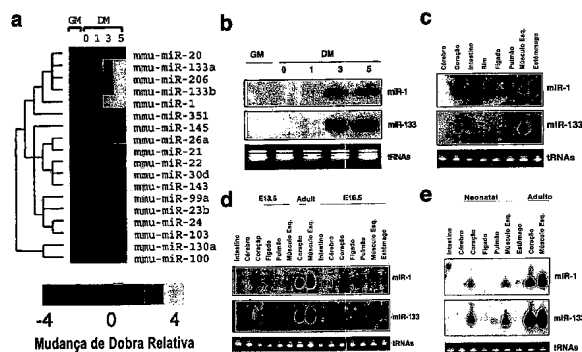 a
GM DM
0 1 3 5
mmu-miR-20
mmu-miR-133a
mmu-miR-206
mmu-miR-133b
mmu-miR-1
mmu-miR-351
mmu-miR-145
mmu-miR-26a
mmu-miR-21
mmu-miR-22
mmu-miR-30d
mmu-miR-143
mmu-miR-99a
mmu-miR-23b
mmu-miR-24
mmu-miR-103
mmu-miR-130a
mmu-miR-100
-4 0 4
Mudança de Dobra Relativa
b
GM DM
0 1 3 5
miR-1
miR-133
tRNAs
c
Cérebro
Coração
Intestino
Rim
Fígado
Pulmão
Músculo Esq.
Estômago
miR-1
miR-133
tRNAs
d
E13.5 Adult E16.5
Intestino
Cérebro
Coração
Fígado
Pulmão
Músculo Esq.
Coração
Músculo Esq.
Intestino
Cérebro
Coração
Fígado
Pulmão
Músculo Esq.
Estômago
miR-1
miR-133
tRNAs
e
Neonatal Adulto
Intestino
Cérebro
Coração
Fígado
Pulmão
Músculo Esq.
Estômago
Coração
Músculo Esq.
miR-1
miR-133
tRNAs